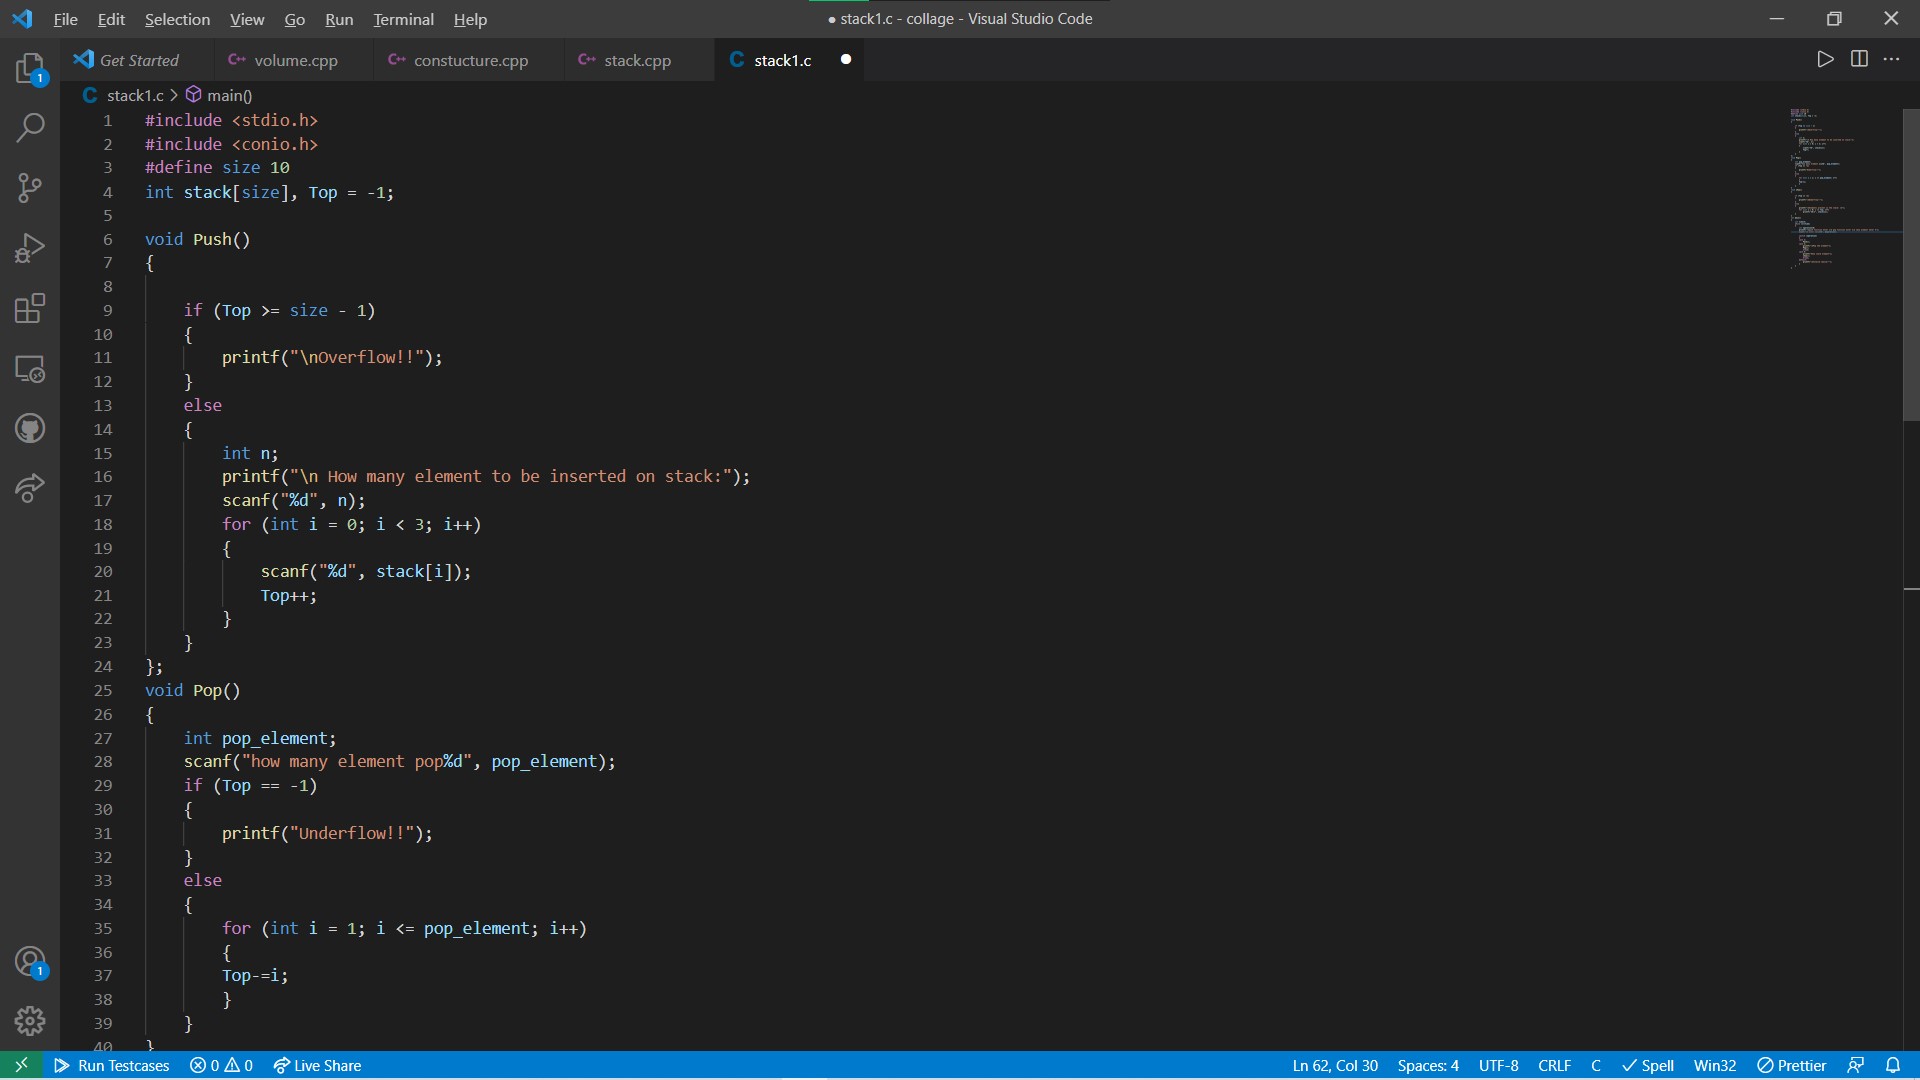 File Edit Selection View Go Run Terminal Help
● stack1.c - collage - Visual Studio Code
Get Started
volume.cpp
constucture.cpp
stack.cpp
stack1.c
stack1.c > main()
1 #include <stdio.h>
2 #include <conio.h>
3 #define size 10
4 int stack[size], Top = -1;
5
6 void Push()
7 {
8
9 if (Top >= size - 1)
10 {
11 printf("\nOverflow!!");
12 }
13 else
14 {
15 int n;
16 printf("\n How many element to be inserted on stack:");
17 scanf("%d", n);
18 for (int i = 0; i < 3; i++)
19 {
20 scanf("%d", stack[i]);
21 Top++;
22 }
23 }
24 };
25 void Pop()
26 {
27 int pop_element;
28 scanf("how many element pop%d", pop_element);
29 if (Top == -1)
30 {
31 printf("Underflow!!");
32 }
33 else
34 {
35 for (int i = 1; i <= pop_element; i++)
36 {
37 Top-=i;
38 }
39 }
40 }
1
1
Run Testcases 0 0 Live Share Ln 62, Col 30 Spaces: 4 UTF-8 CRLF C Spell Win32 Prettier